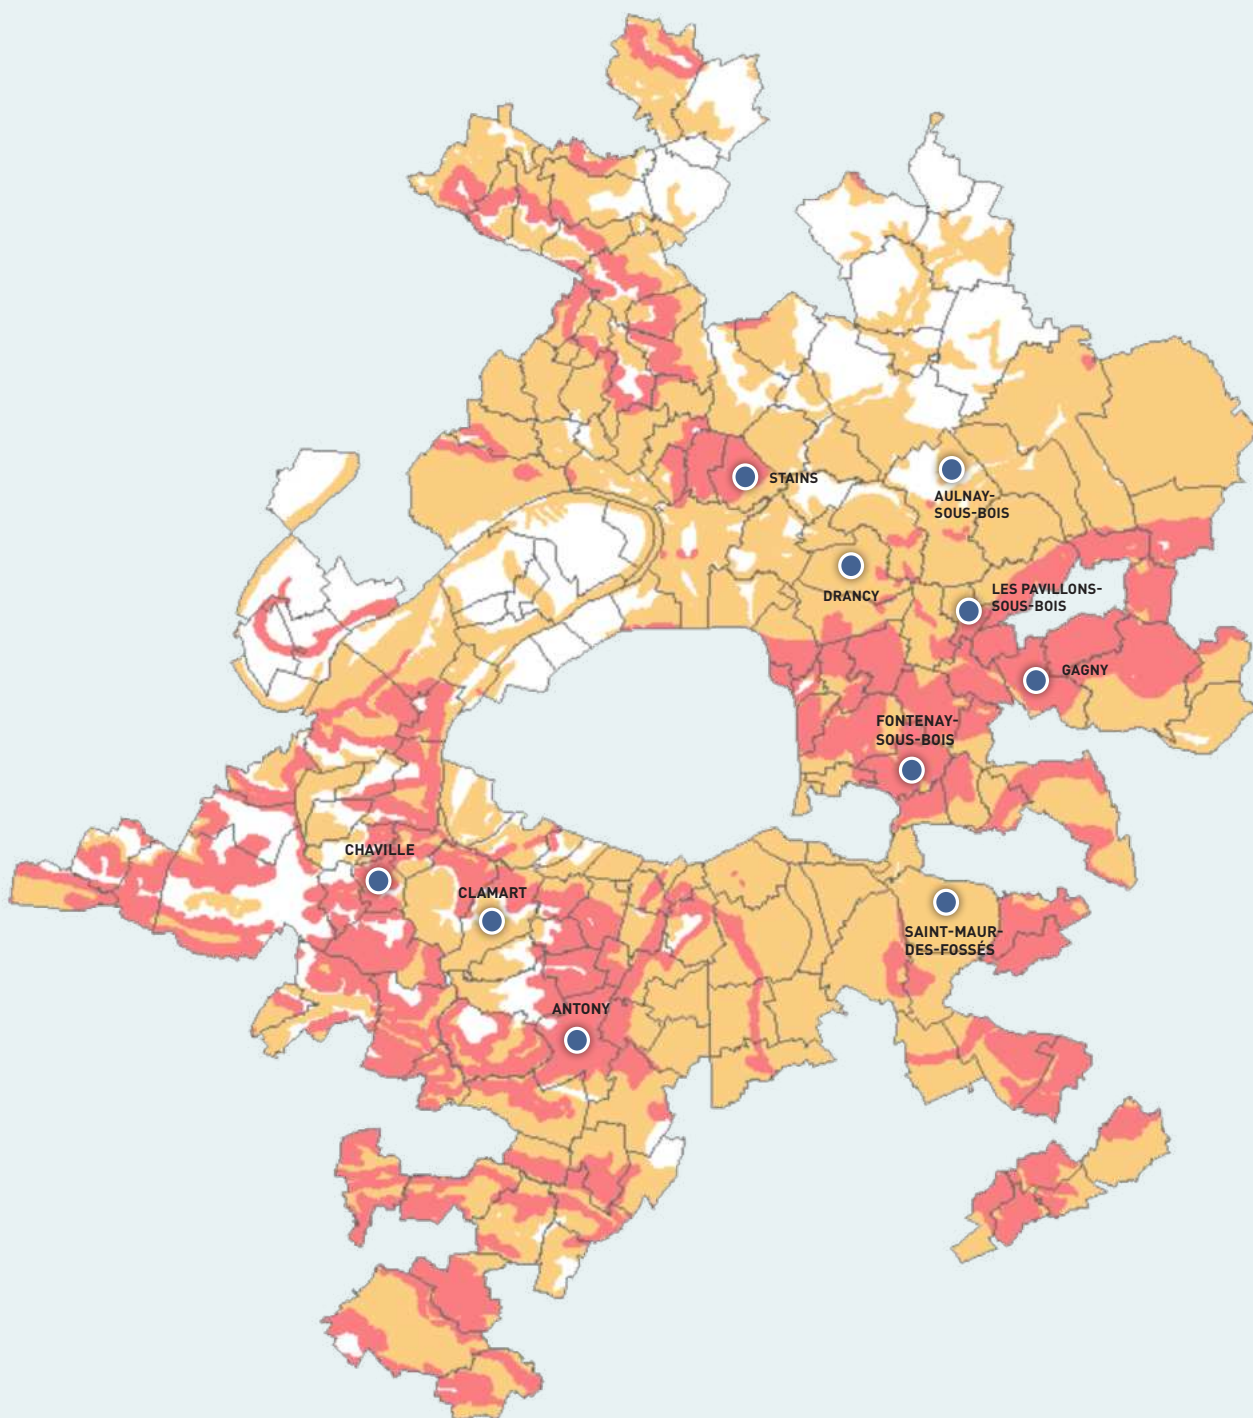 STAINS
AULNAY-
SOUS-BOIS
DRANCY
LES PAVILLONS-
SOUS-BOIS
GAGNY
FONTENAY-
SOUS-BOIS
CHAVILLE
CLAMART
SAINT-MAUR-
DES-FOSSÉS
ANTONY